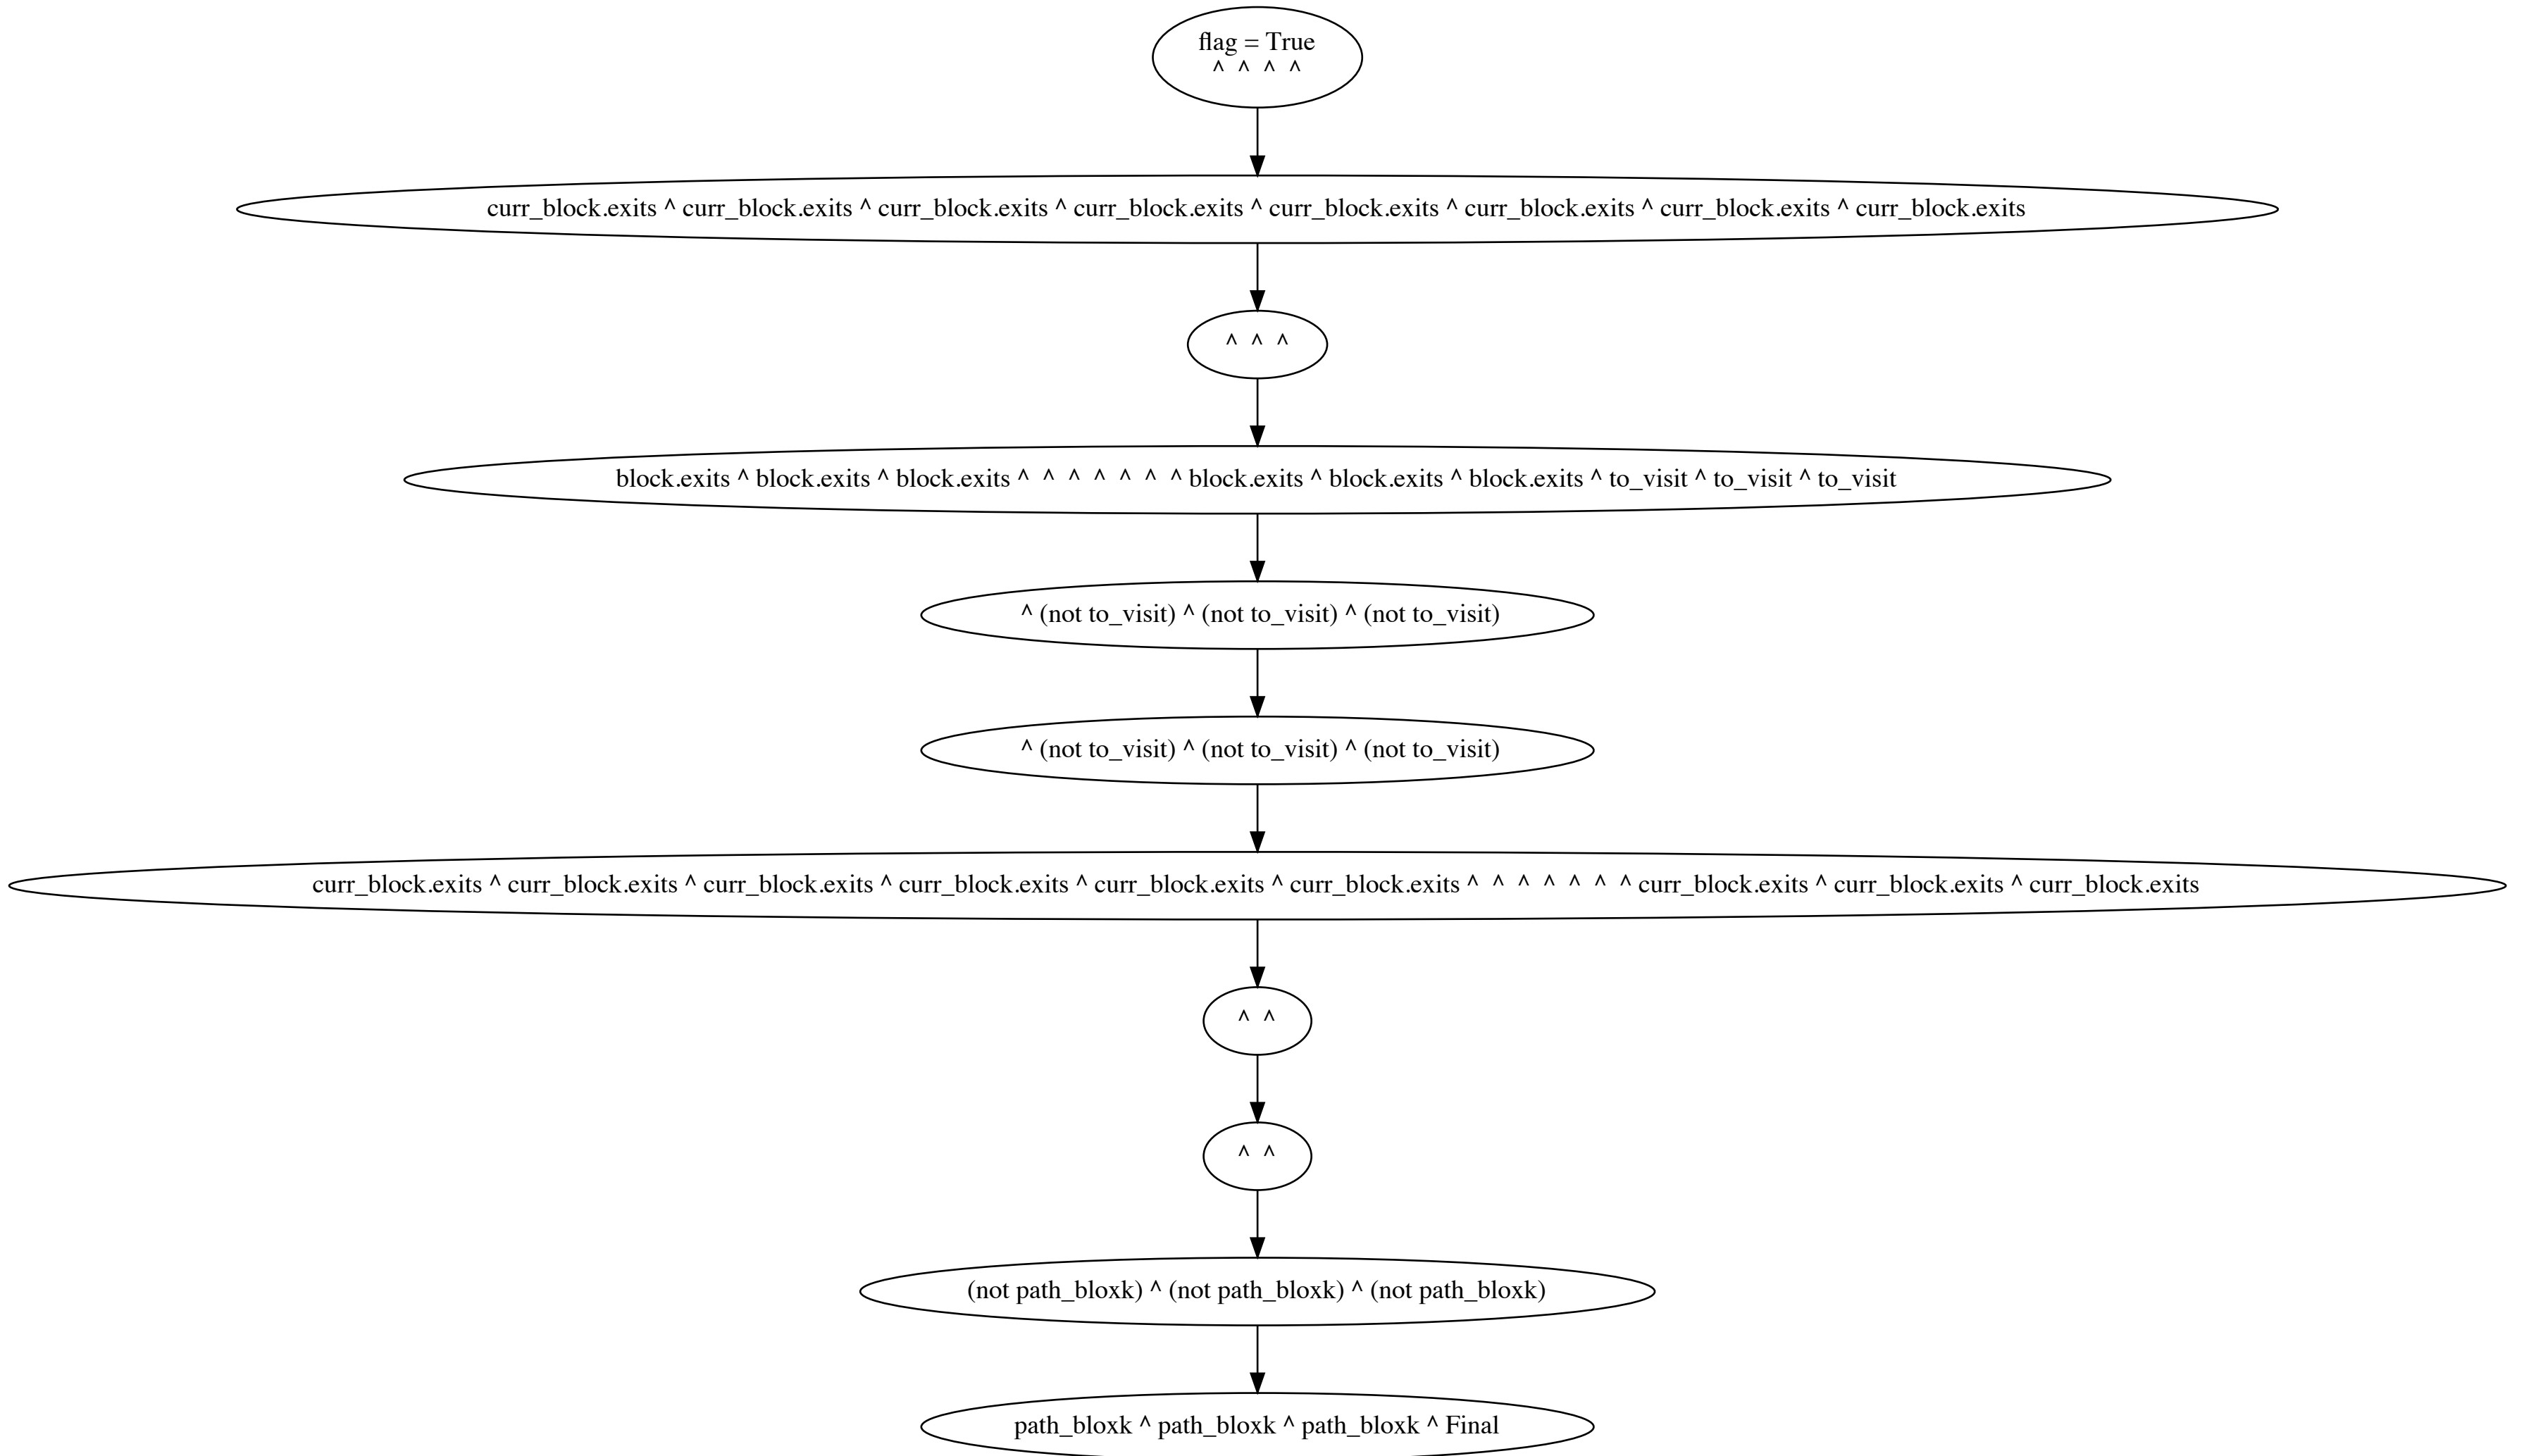 flag = True
^ ^ ^ ^
curr_block.exits ^ curr_block.exits ^ curr_block.exits ^ curr_block.exits ^ curr_block.exits ^ curr_block.exits ^ curr_block.exits ^ curr_block.exits
^ ^ ^
block.exits ^ block.exits ^ block.exits ^ ^ ^ ^ ^ ^ ^ block.exits ^ block.exits ^ block.exits ^ to_visit ^ to_visit ^ to_visit
^ (not to_visit) ^ (not to_visit) ^ (not to_visit)
^ (not to_visit) ^ (not to_visit) ^ (not to_visit)
curr_block.exits ^ curr_block.exits ^ curr_block.exits ^ curr_block.exits ^ curr_block.exits ^ curr_block.exits ^ ^ ^ ^ ^ ^ ^ curr_block.exits ^ curr_block.exits ^ curr_block.exits
^ ^
^ ^
(not path_bloxk) ^ (not path_bloxk) ^ (not path_bloxk)
path_bloxk ^ path_bloxk ^ path_bloxk ^ Final